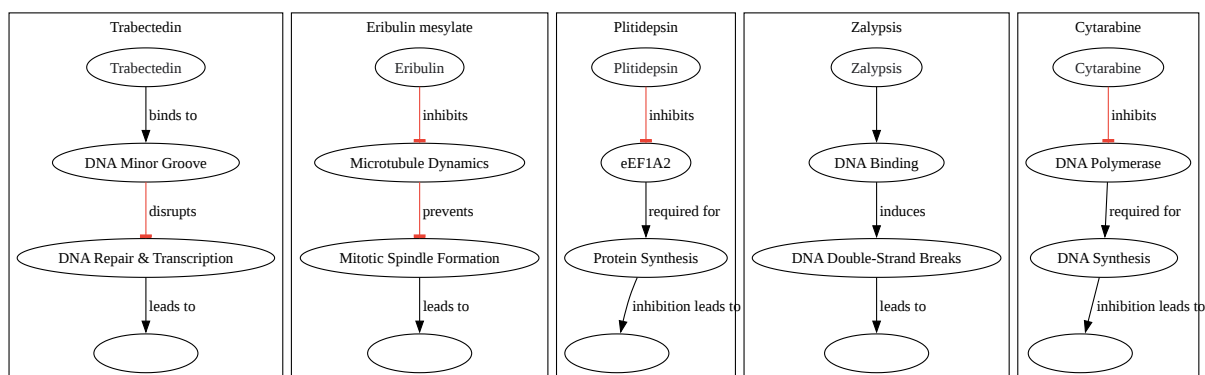 Trabectedin
Trabectedin
binds to
DNA Minor Groove
disrupts
DNA Repair & Transcription
leads to
Eribulin mesylate
Eribulin
inhibits
Microtubule Dynamics
prevents
Mitotic Spindle Formation
leads to
Plitidepsin
Plitidepsin
inhibits
eEF1A2
required for
Protein Synthesis
inhibition leads to
Zalypsis
Zalypsis
DNA Binding
induces
DNA Double-Strand Breaks
leads to
Cytarabine
Cytarabine
inhibits
DNA Polymerase
required for
DNA Synthesis
inhibition leads to